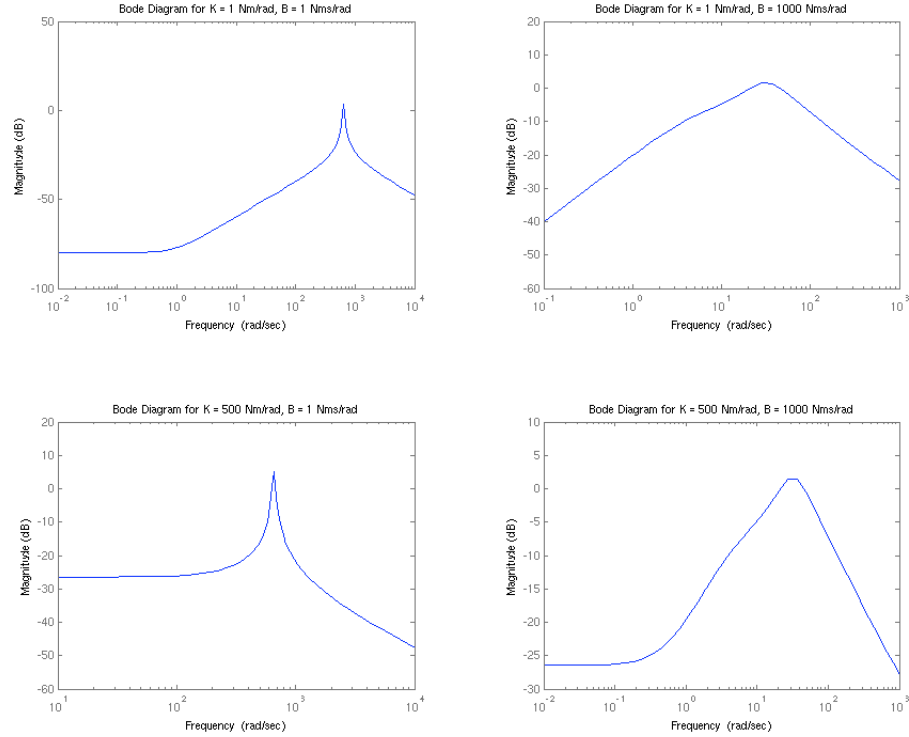 Bode Diagram for K = 1 Nm/rad, B = 1 Nms/rad
50
0
-50
-100
Magnitude (dB)
10^-2 10^-1 10^0 10^1 10^2 10^3 10^4
Frequency (rad/sec)
Bode Diagram for K = 1 Nm/rad, B = 1000 Nms/rad
20
10
0
-10
-20
-30
-40
-50
-60
Magnitude (dB)
10^-1 10^0 10^1 10^2 10^3
Frequency (rad/sec)
Bode Diagram for K = 500 Nm/rad, B = 1 Nms/rad
20
10
0
-10
-20
-30
-40
-50
-60
Magnitude (dB)
10^1 10^2 10^3 10^4
Frequency (rad/sec)
Bode Diagram for K = 500 Nm/rad, B = 1000 Nms/rad
10
5
0
-5
-10
-15
-20
-25
-30
Magnitude (dB)
10^-2 10^-1 10^0 10^1 10^2 10^3
Frequency (rad/sec)